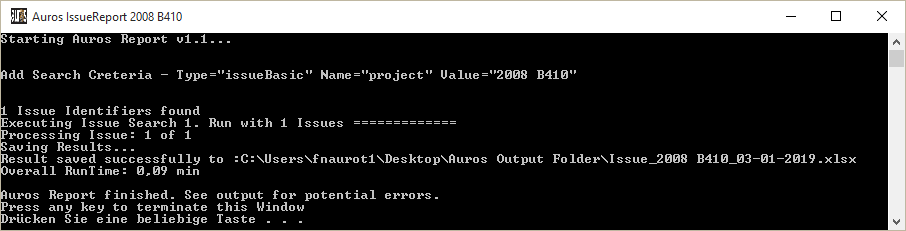 Auros IssueReport 2008 B410
Starting Auros Report v1.1...
Add Search Creteria - Type="issueBasic" Name="project" Value="2008 B410"
1 Issue Identifiers found
Executing Issue Search 1. Run with 1 Issues =============
Processing Issue: 1 of 1
Saving Results...
Result saved successfully to :C:\Users\fnaurot1\Desktop\Auros Output Folder\Issue_2008 B410_03-01-2019.xlsx
Overall RunTime: 0,09 min
Auros Report finished. See output for potential errors.
Press any key to terminate this Window
Drücken Sie eine beliebige Taste . . .